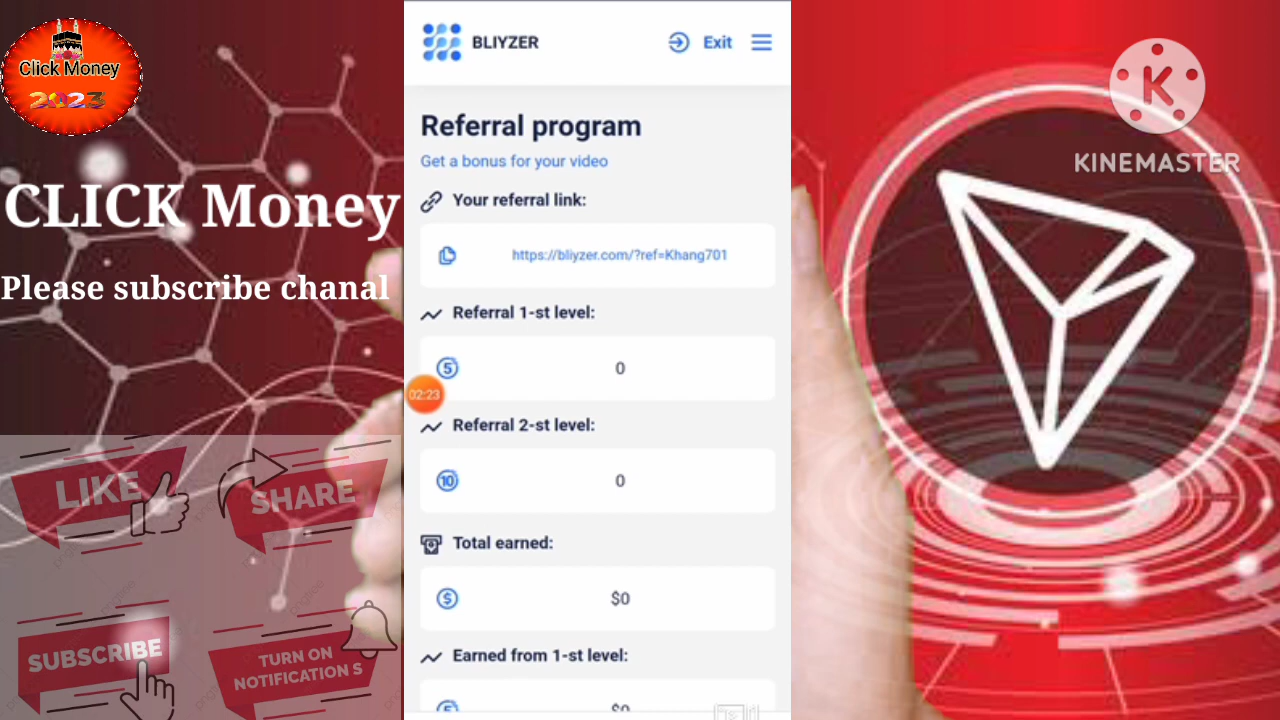 Click Money
2023
CLICK Money
Please subscribe chanal
LIKE
SHARE
SUBSCRIBE
TURN ON
NOTIFICATION S
BLIYZER
Exit
Referral program
Get a bonus for your video
Your referral link:
https://bliyzer.com/?ref=Khang701
Referral 1-st level:
5
0
02:23
Referral 2-st level:
10
0
Total earned:
$
$0
Earned from 1-st level:
5
$0
K
KINEMASTER